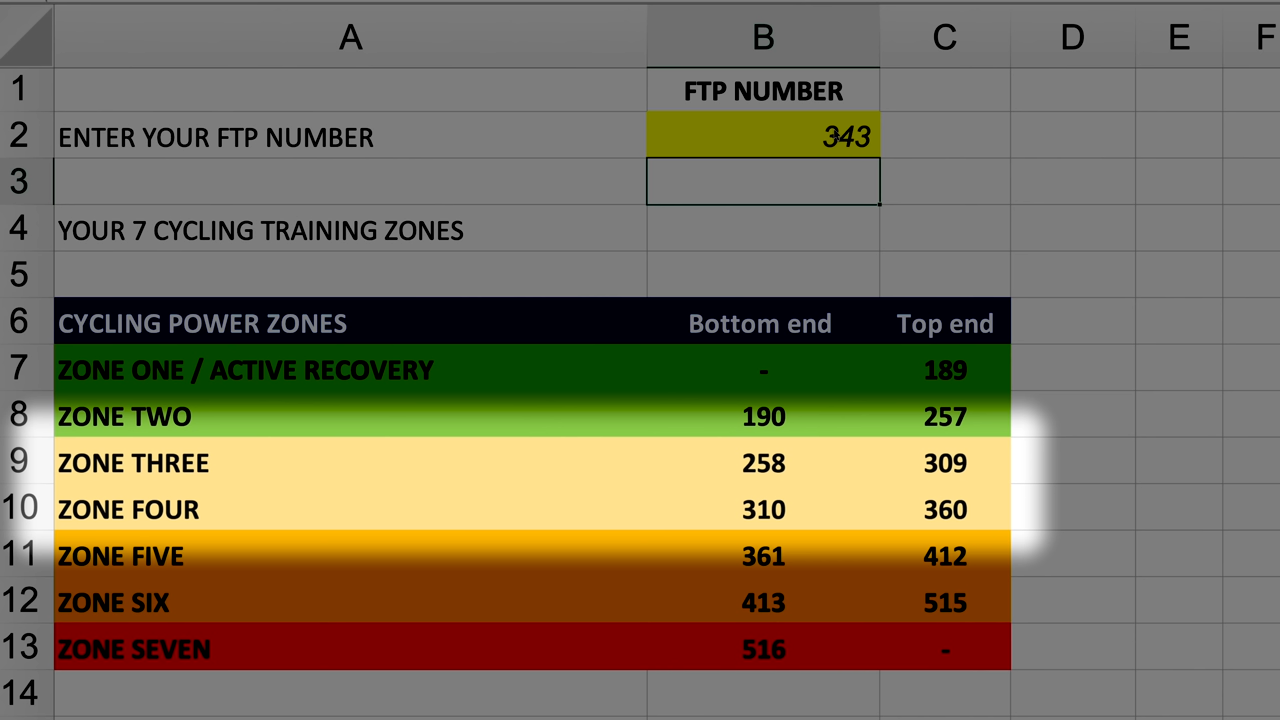 A B C D E F
1 FTP NUMBER
2 ENTER YOUR FTP NUMBER 343
3
4 YOUR 7 CYCLING TRAINING ZONES
5
6 CYCLING POWER ZONES Bottom end Top end
7 ZONE ONE / ACTIVE RECOVERY - 189
8 ZONE TWO 190 257
9 ZONE THREE 258 309
10 ZONE FOUR 310 360
11 ZONE FIVE 361 412
12 ZONE SIX 413 515
13 ZONE SEVEN 516 -
14